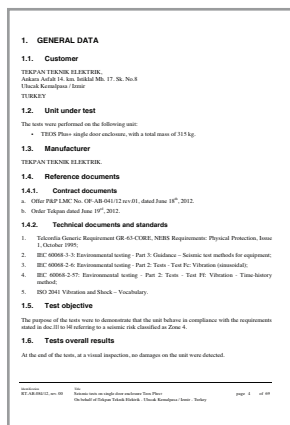 1. GENERAL DATA
1.1. Customer
TEKPAN TEKNIK ELEKTRIK,
Ankara Asfalt 14. km. Istiklal Mh. 17. Sk. No.8
Ulucak Kemalpasa / Izmir
TURKEY
1.2. Unit under test
The tests were performed on the following unit:
• TEOS Plus+ single door enclosure, with a total mass of 315 kg.
1.3. Manufacturer
TEKPAN TEKNIK ELEKTRIK.
1.4. Reference documents
1.4.1. Contract documents
a. Offer P&P LMC No. OF-AB-041/12 rev.01, dated June 18th, 2012.
b. Order Tekpan dated June 19th, 2012.
1.4.2. Technical documents and standards
1. Telcordia Generic Requirement GR-63-CORE, NEBS Requirements: Physical Protection, Issue
1, October 1995;
2. IEC 60068-3-3: Environmental testing - Part 3: Guidance – Seismic test methods for equipment;
3. IEC 60068-2-6: Environmental testing - Part 2: Tests - Test Fc: Vibration (sinusoidal);
4. IEC 60068-2-57: Environmental testing - Part 2: Tests - Test Ff: Vibration - Time-history
method;
5. ISO 2041 Vibration and Shock – Vocabulary.
1.5. Test objective
The purpose of the tests were to demonstrate that the unit behave in compliance with the requirements
stated in doc.|1| to |4| referring to a seismic risk classified as Zone 4.
1.6. Tests overall results
At the end of the tests, at a visual inspection, no damages on the unit were detected.
Identification Title
RT-AB-084/12, rev. 00 Seismic tests on single door enclosure Teos Plus+ page 4 of 69
On behalf of Tekpan Teknik Elektrik - Ulucak Kemalpasa / Izmir - Turkey